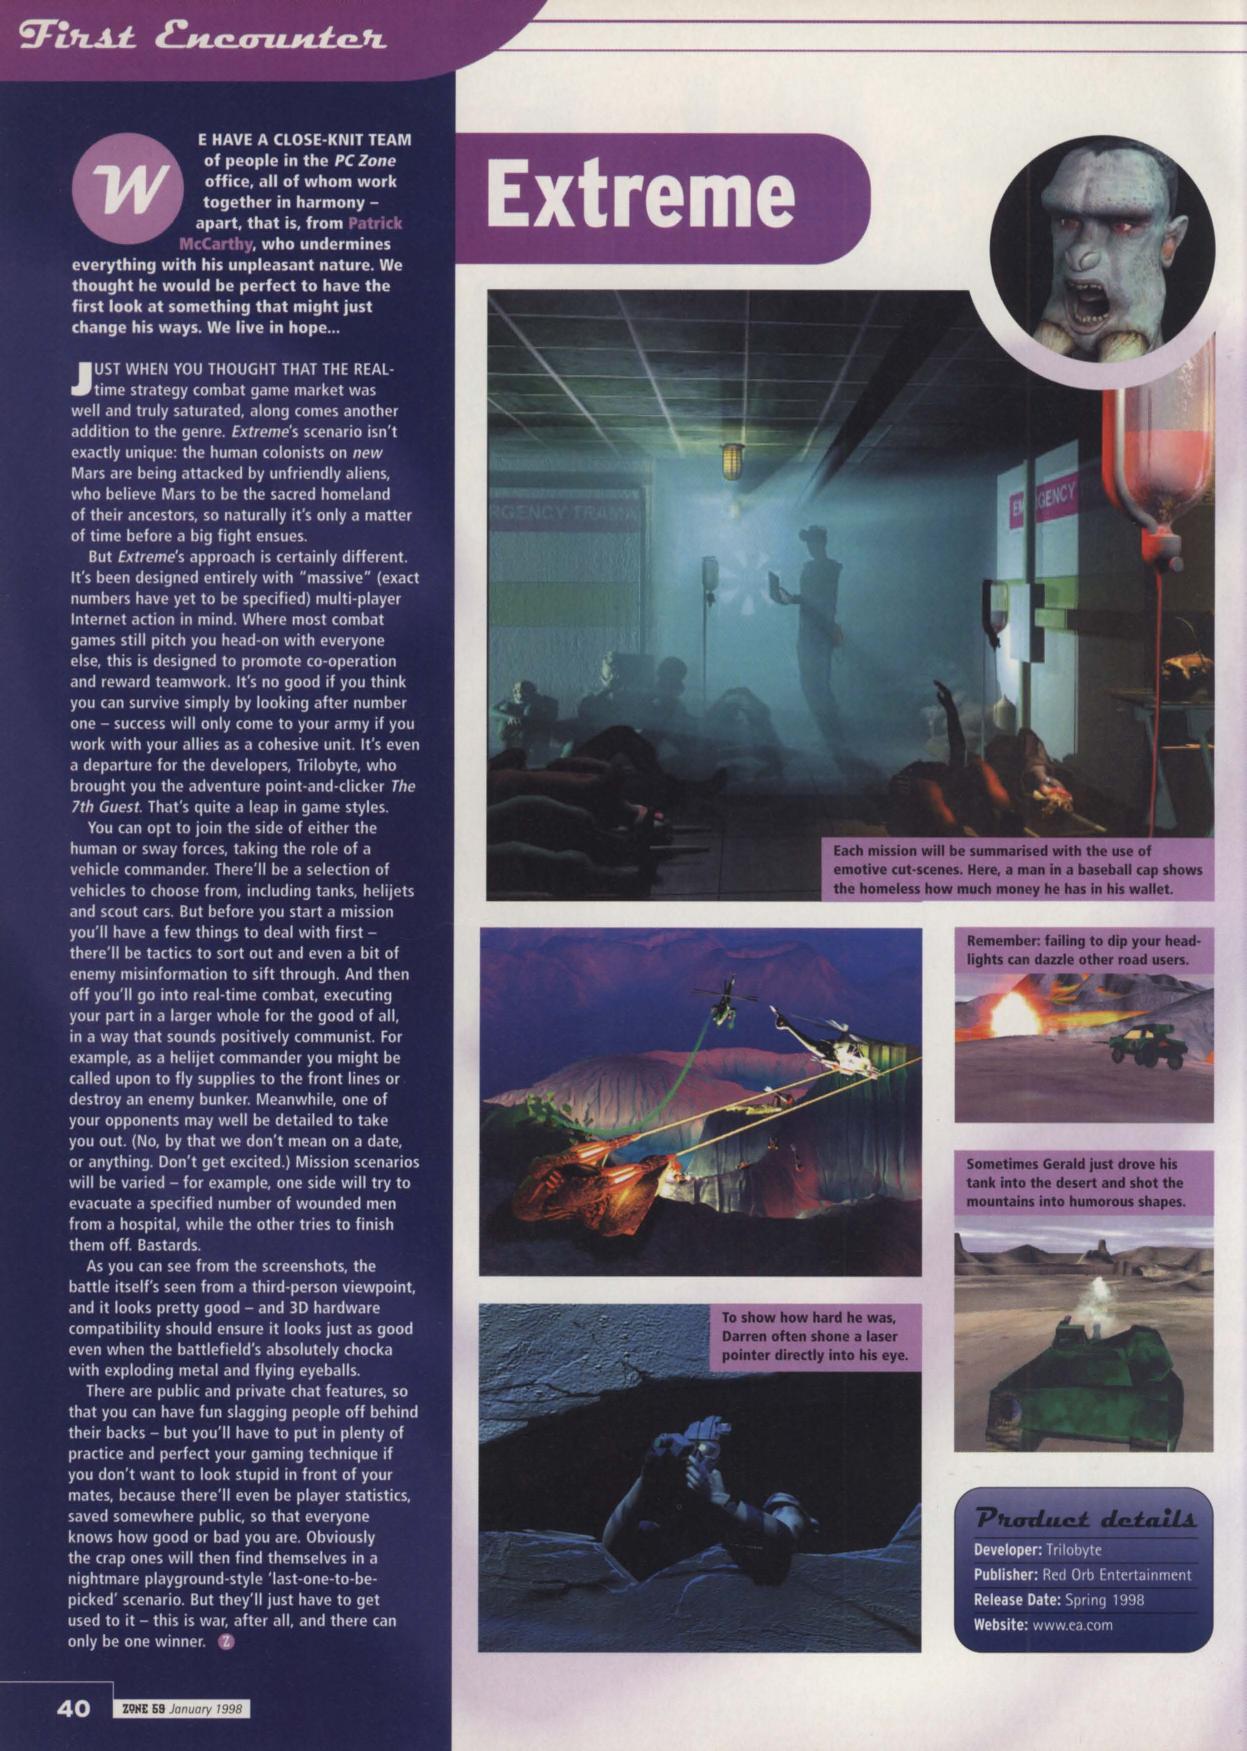 First Encounter
WE HAVE A CLOSE-KNIT TEAM
of people in the PC Zone
office, all of whom work
together in harmony –
apart, that is, from Patrick
McCarthy, who undermines
everything with his unpleasant nature. We
thought he would be perfect to have the
first look at something that might just
change his ways. We live in hope...
JUST WHEN YOU THOUGHT THAT THE REAL-
time strategy combat game market was
well and truly saturated, along comes another
addition to the genre. Extreme's scenario isn't
exactly unique: the human colonists on new
Mars are being attacked by unfriendly aliens,
who believe Mars to be the sacred homeland
of their ancestors, so naturally it's only a matter
of time before a big fight ensues.
But Extreme's approach is certainly different.
It's been designed entirely with "massive" (exact
numbers have yet to be specified) multi-player
Internet action in mind. Where most combat
games still pitch you head-on with everyone
else, this is designed to promote co-operation
and reward teamwork. It's no good if you think
you can survive simply by looking after number
one – success will only come to your army if you
work with your allies as a cohesive unit. It's even
a departure for the developers, Trilobyte, who
brought you the adventure point-and-clicker The
7th Guest. That's quite a leap in game styles.
You can opt to join the side of either the
human or sway forces, taking the role of a
vehicle commander. There'll be a selection of
vehicles to choose from, including tanks, helijets
and scout cars. But before you start a mission
you'll have a few things to deal with first –
there'll be tactics to sort out and even a bit of
enemy misinformation to sift through. And then
off you'll go into real-time combat, executing
your part in a larger whole for the good of all,
in a way that sounds positively communist. For
example, as a helijet commander you might be
called upon to fly supplies to the front lines or
destroy an enemy bunker. Meanwhile, one of
your opponents may well be detailed to take
you out. (No, by that we don't mean on a date,
or anything. Don't get excited.) Mission scenarios
will be varied – for example, one side will try to
evacuate a specified number of wounded men
from a hospital, while the other tries to finish
them off. Bastards.
As you can see from the screenshots, the
battle itself's seen from a third-person viewpoint,
and it looks pretty good – and 3D hardware
compatibility should ensure it looks just as good
even when the battlefield's absolutely chocka
with exploding metal and flying eyeballs.
There are public and private chat features, so
that you can have fun slagging people off behind
their backs – but you'll have to put in plenty of
practice and perfect your gaming technique if
you don't want to look stupid in front of your
mates, because there'll even be player statistics,
saved somewhere public, so that everyone
knows how good or bad you are. Obviously
the crap ones will then find themselves in a
nightmare playground-style 'last-one-to-be-
picked' scenario. But they'll just have to get
used to it – this is war, after all, and there can
only be one winner. Z
Extreme
RGENCY TRAMA
EM GENCY
Each mission will be summarised with the use of
emotive cut-scenes. Here, a man in a baseball cap shows
the homeless how much money he has in his wallet.
Remember: failing to dip your head-
lights can dazzle other road users.
Sometimes Gerald just drove his
tank into the desert and shot the
mountains into humorous shapes.
To show how hard he was,
Darren often shone a laser
pointer directly into his eye.
Product details
Developer: Trilobyte
Publisher: Red Orb Entertainment
Release Date: Spring 1998
Website: www.ea.com
40 ZONE 59 January 1998